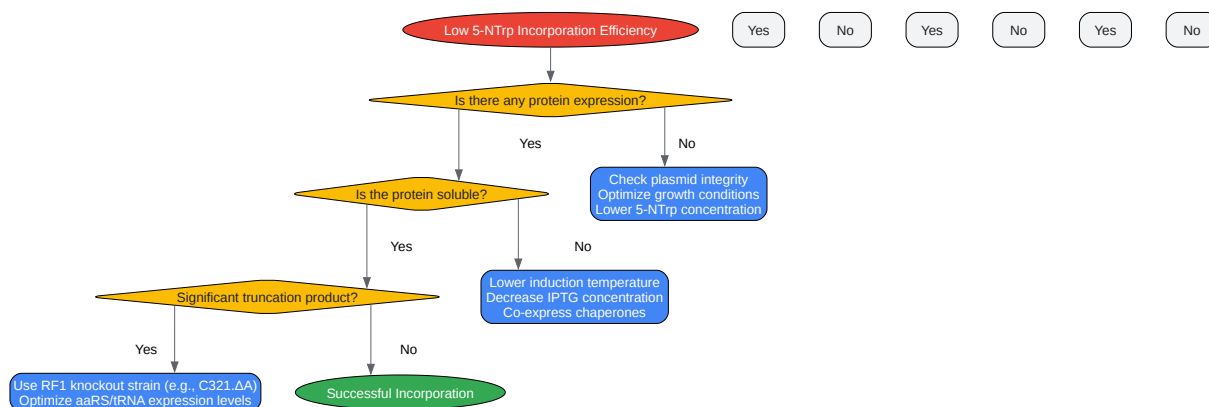 Low 5-NTrp Incorporation Efficiency
Yes
No
Yes
No
Yes
No
Is there any protein expression?
Yes
No
Is the protein soluble?
Check plasmid integrity
Optimize growth conditions
Lower 5-NTrp concentration
Yes
No
Significant truncation product?
Lower induction temperature
Decrease IPTG concentration
Co-express chaperones
Yes
No
Use RF1 knockout strain (e.g., C321.ΔA)
Optimize aaRS/tRNA expression levels
Successful Incorporation